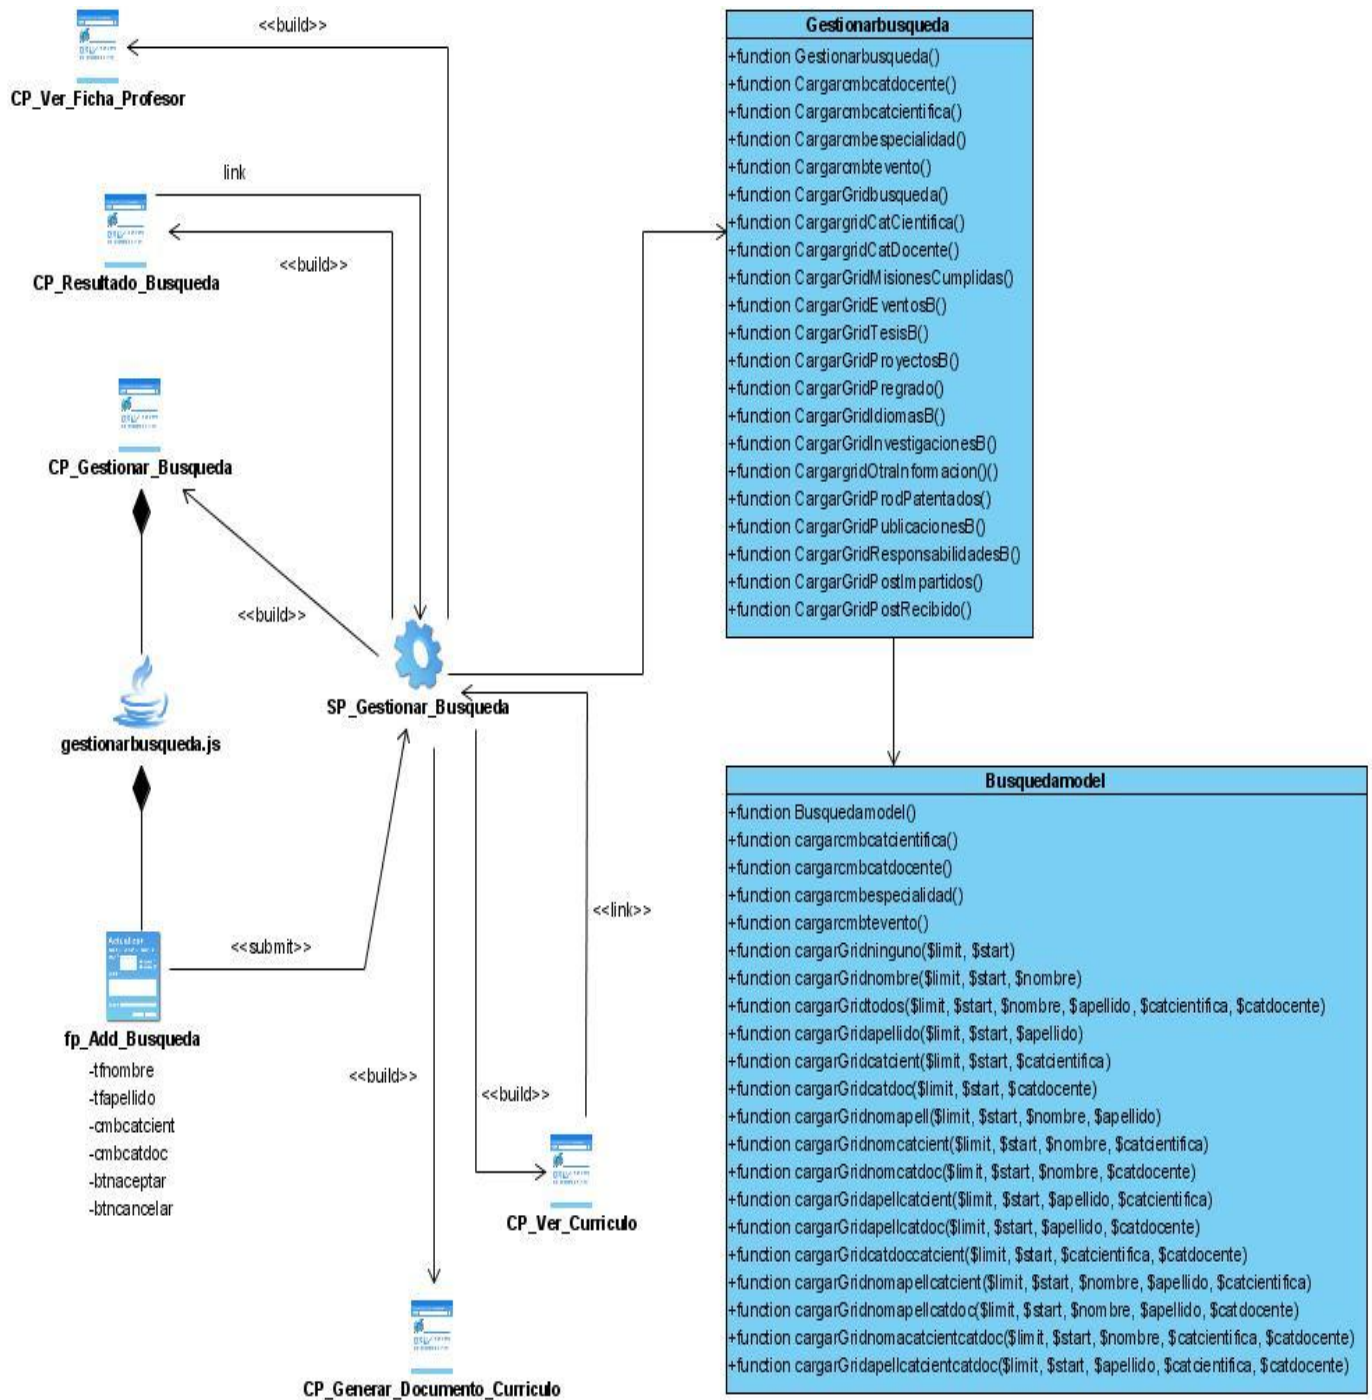 <<build>>
CP_Ver_Ficha_Profesor
link
<<build>>
CP_Resultado_Busqueda
CP_Gestionar_Busqueda
<<build>>
SP_Gestionar_Busqueda
gestionarbusqueda.js
<<submit>>
fp_Add_Busqueda
-tfnombre
-tfapellido
-cmbcatcient
-cmbcatdoc
-btnaceptar
-btncancelar
<<build>>
<<build>>
<<link>>
CP_Ver_Curriculo
CP_Generar_Documento_Curriculo
Gestionarbusqueda
+function Gestionarbusqueda()
+function Cargarcmbcatdocente()
+function Cargarcmbcatcientifica()
+function Cargarcmbespecialidad()
+function Cargarcmbtevento()
+function CargarGridbusqueda()
+function CargargridCatCientifica()
+function CargargridCatDocente()
+function CargarGridMisionesCumplidas()
+function CargarGridEventosB()
+function CargarGridTesisB()
+function CargarGridProyectosB()
+function CargarGridPregrado()
+function CargarGridIdiomasB()
+function CargarGridInvestigacionesB()
+function CargargridOtraInformacion()()
+function CargarGridProdPatentados()
+function CargarGridPublicacionesB()
+function CargarGridResponsabilidadesB()
+function CargarGridPostImpartidos()
+function CargarGridPostRecibido()
Busquedamodel
+function Busquedamodel()
+function cargarcmbcatcientifica()
+function cargarcmbcatdocente()
+function cargarcmbespecialidad()
+function cargarcmbtevento()
+function cargarGridninguno($limit, $start)
+function cargarGridnombre($limit, $start, $nombre)
+function cargarGridtodos($limit, $start, $nombre, $apellido, $catcientifica, $catdocente)
+function cargarGridapellido($limit, $start, $apellido)
+function cargarGridcatcient($limit, $start, $catcientifica)
+function cargarGridcatdoc($limit, $start, $catdocente)
+function cargarGridnomapell($limit, $start, $nombre, $apellido)
+function cargarGridnomcatcient($limit, $start, $nombre, $catcientifica)
+function cargarGridnomcatdoc($limit, $start, $nombre, $catdocente)
+function cargarGridapellcatcient($limit, $start, $apellido, $catcientifica)
+function cargarGridapellcatdoc($limit, $start, $apellido, $catdocente)
+function cargarGridcatdoccatcient($limit, $start, $catcientifica, $catdocente)
+function cargarGridnomapellcatcient($limit, $start, $nombre, $apellido, $catcientifica)
+function cargarGridnomapellcatdoc($limit, $start, $nombre, $apellido, $catdocente)
+function cargarGridnomacatcientcatdoc($limit, $start, $nombre, $catcientifica, $catdocente)
+function cargarGridapellcatcientcatdoc($limit, $start, $apellido, $catcientifica, $catdocente)